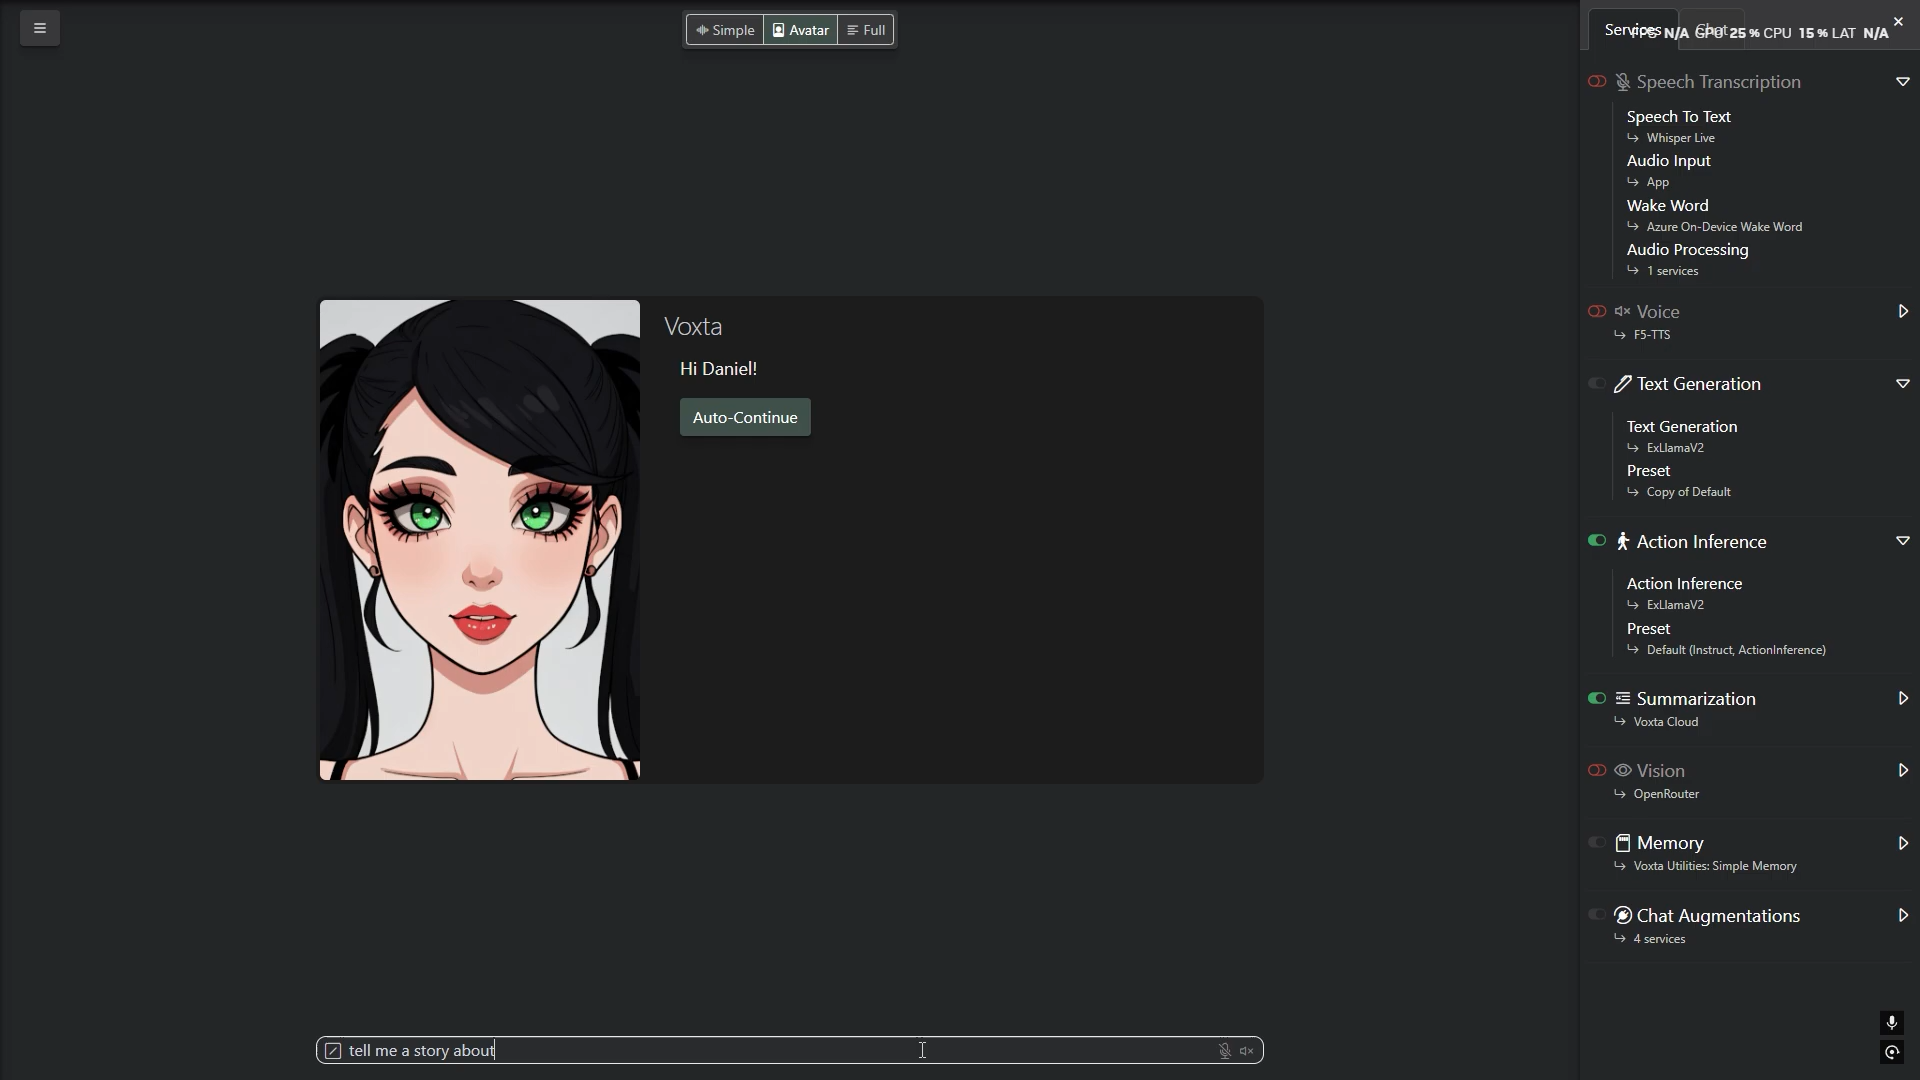 Simple
Avatar
Full
Services
Chat
FPS N/A GPU 25 % CPU 15 % LAT N/A
Speech Transcription
Speech To Text
Whisper Live
Audio Input
App
Wake Word
Azure On-Device Wake Word
Audio Processing
1 services
Voice
F5-TTS
Text Generation
Text Generation
ExLlamaV2
Preset
Copy of Default
Action Inference
Action Inference
ExLlamaV2
Preset
Default (Instruct, ActionInference)
Summarization
Voxta Cloud
Vision
OpenRouter
Memory
Voxta Utilities: Simple Memory
Chat Augmentations
4 services
Voxta
Hi Daniel!
Auto-Continue
tell me a story about